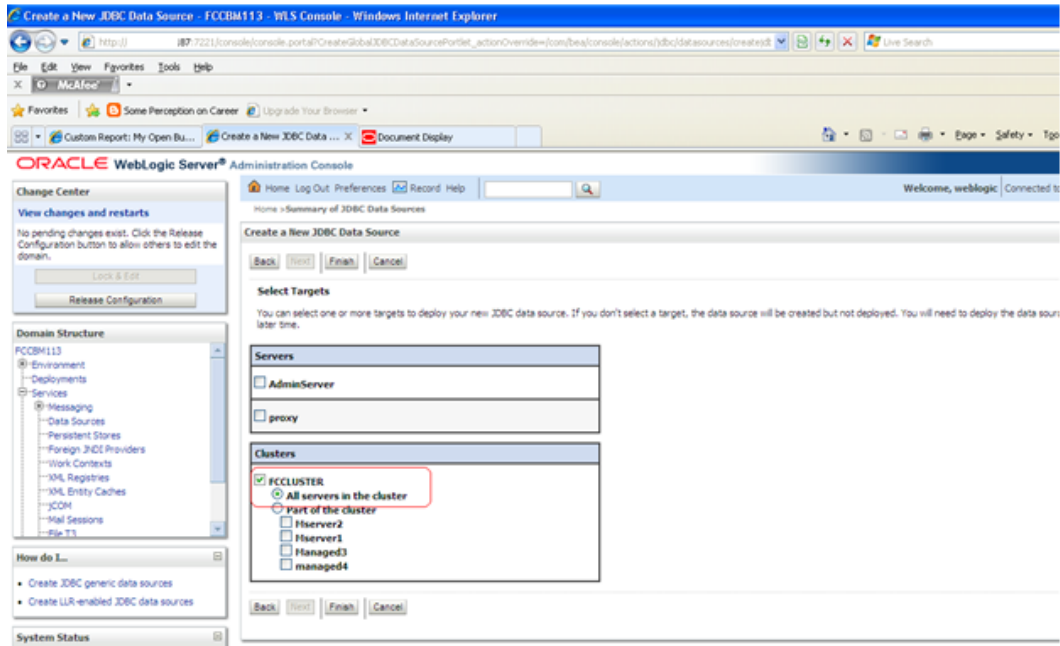 Create a New JDBC Data Source - FCCBM113 - WLS Console - Windows Internet Explorer
http:// 187:7221/console/console.portal?CreateGlobalJDBCDataSourcePortlet_actionOverride=/com/bea/console/actions/jdbc/datasources/createjd
Live Search
File Edit View Favorites Tools Help
x McAfee
Favorites Some Perception on Career Upgrade Your Browser
Custom Report: My Open Bu... Create a New JDBC Data ... X Document Display
Page Safety
ORACLE WebLogic Server® Administration Console
Change Center
View changes and restarts
No pending changes exist. Click the Release
Configuration button to allow others to edit the
domain.
Lock & Edit
Release Configuration
Domain Structure
FCCBM113
Environment
Deployments
Services
Messaging
Data Sources
Persistent Stores
Foreign JNDI Providers
Work Contexts
XML Registries
XML Entity Caches
jCOM
Mail Sessions
File T3
How do I...
Create JDBC generic data sources
Create LLR-enabled JDBC data sources
System Status
Home Log Out Preferences Record Help
Welcome, weblogic Connected to
Home >Summary of JDBC Data Sources
Create a New JDBC Data Source
Back Next Finish Cancel
Select Targets
You can select one or more targets to deploy your new JDBC data source. If you don't select a target, the data source will be created but not deployed. You will need to deploy the data sour
later time.
Servers
AdminServer
proxy
Clusters
FCCLUSTER
All servers in the cluster
Part of the cluster
Mserver2
Mserver1
Managed3
managed4
Back Next Finish Cancel